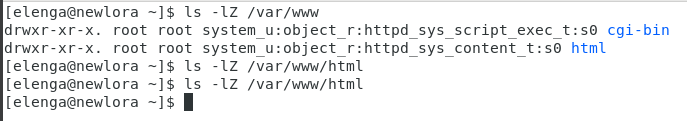 [elenga@newlora ~]$ ls -lZ /var/www
drwxr-xr-x. root root system_u:object_r:httpd_sys_script_exec_t:s0 cgi-bin
drwxr-xr-x. root root system_u:object_r:httpd_sys_content_t:s0 html
[elenga@newlora ~]$ ls -lZ /var/www/html
[elenga@newlora ~]$ ls -lZ /var/www/html
[elenga@newlora ~]$